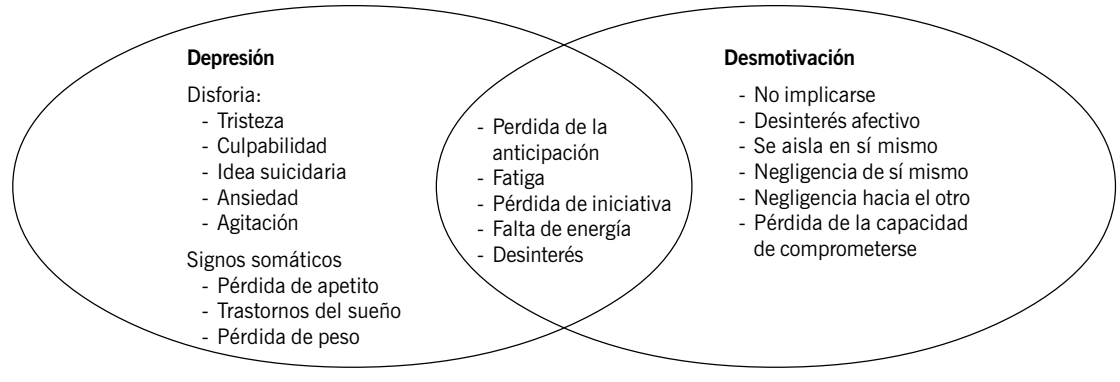 Depresión
Disforia:
- Tristeza
- Culpabilidad
- Idea suicidaria
- Ansiedad
- Agitación
Signos somáticos
- Pérdida de apetito
- Trastornos del sueño
- Pérdida de peso
- Perdida de la
anticipación
- Fatiga
- Pérdida de iniciativa
- Falta de energía
- Desinterés
Desmotivación
- No implicarse
- Desinterés afectivo
- Se aisla en sí mismo
- Negligencia de sí mismo
- Negligencia hacia el otro
- Pérdida de la capacidad
de comprometerse